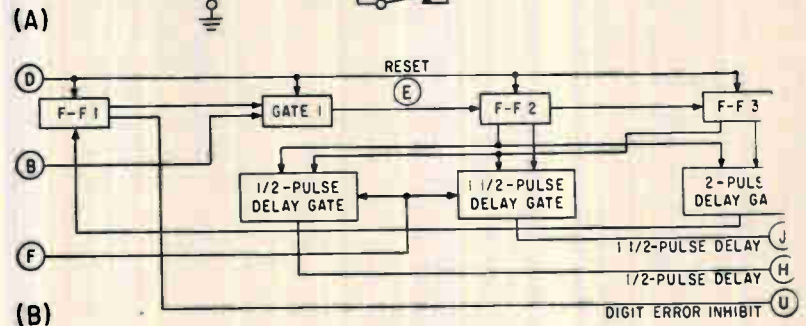 (A)
D
RESET
E
F-F 1
GATE 1
F-F 2
F-F 3
B
1/2-PULSE
DELAY GATE
1 1/2-PULSE
DELAY GATE
2-PULSE
DELAY GA
F
1 1/2-PULSE DELAY
J
1/2-PULSE DELAY
H
DIGIT ERROR INHIBIT
U
(B)